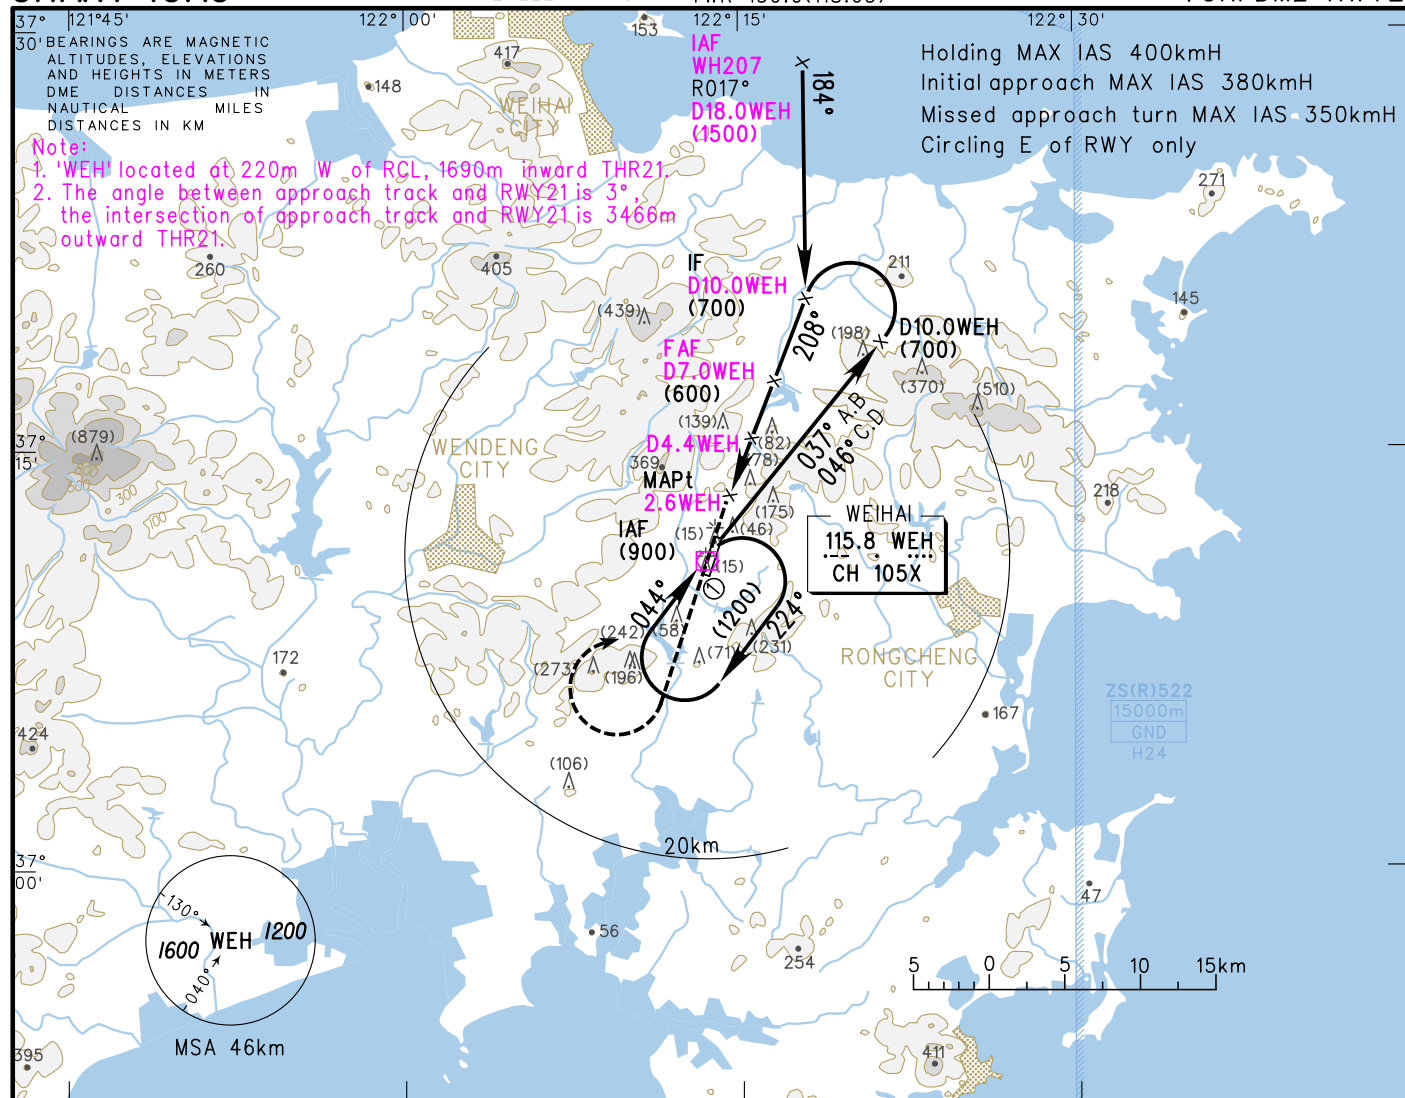 37° 121°45'
122°00'
122°15'
122°30'
30'
BEARINGS ARE MAGNETIC
ALTITUDES, ELEVATIONS
AND HEIGHTS IN METERS
DME DISTANCES IN
NAUTICAL MILES
DISTANCES IN KM
Note:
1. 'WEH' located at 220m W of RCL, 1690m inward THR21.
2. The angle between approach track and RWY21 is 3°,
the intersection of approach track and RWY21 is 3466m
outward THR21.
Holding MAX IAS 400kmH
Initial approach MAX IAS 380kmH
Missed approach turn MAX IAS 350kmH
Circling E of RWY only
153
417
148
WEIHAI
CITY
IAF
WH207
R017°
D18.0WEH
(1500)
184°
271
260
405
211
145
IF
D10.0WEH
(700)
(439)
208°
(198)
D10.0WEH
(700)
(370)
(510)
FAF
D7.0WEH
(600)
(139)
(82)
(78)
D4.4WEH
037° A.B
046° C.D
37°
15'
(879)
500
300
100
WENDENG
CITY
369
MAPt
2.6WEH
(175)
(46)
(15)
(15)
218
IAF
(900)
WEIHAI
115.8 WEH
CH 105X
1
044°
(1200)
224°
(242)
(58)
(71)
(231)
(273)
(196)
172
RONGCHENG
CITY
167
ZS(R)522
15000m
GND
H24
424
(106)
20km
37°
00'
47
130°
1600
WEH
1200
040°
MSA 46km
56
254
5 0 5 10 15km
395
411